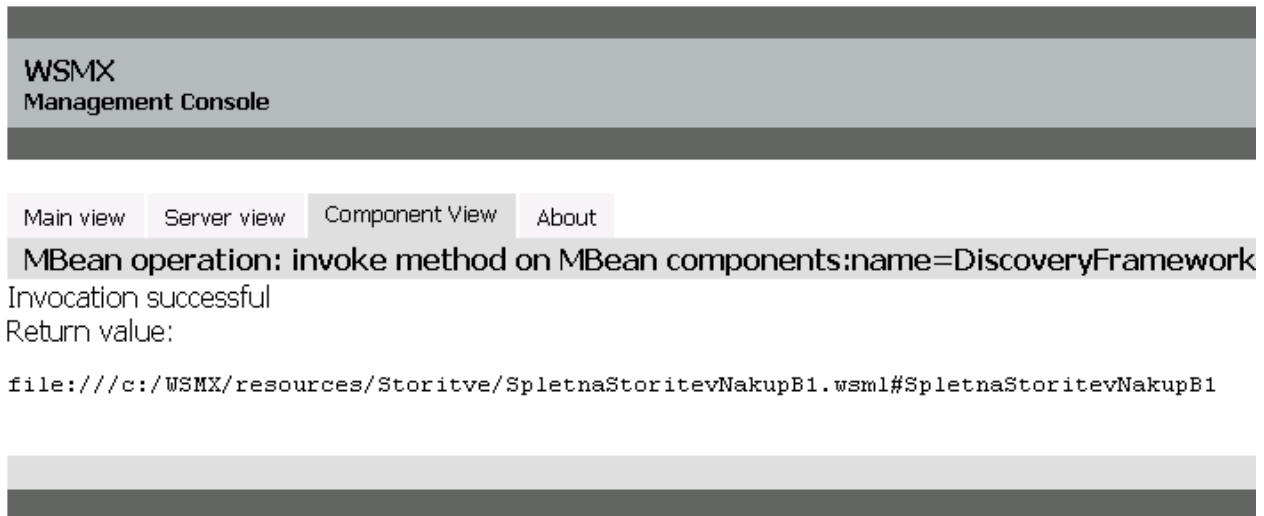 WSMX
Management Console
Main view Server view Component View About
MBean operation: invoke method on MBean components:name=DiscoveryFramework
Invocation successful
Return value:
file:///c:/WSMX/resources/Storitve/SpletnaStoritevNakupB1.wsml#SpletnaStoritevNakupB1